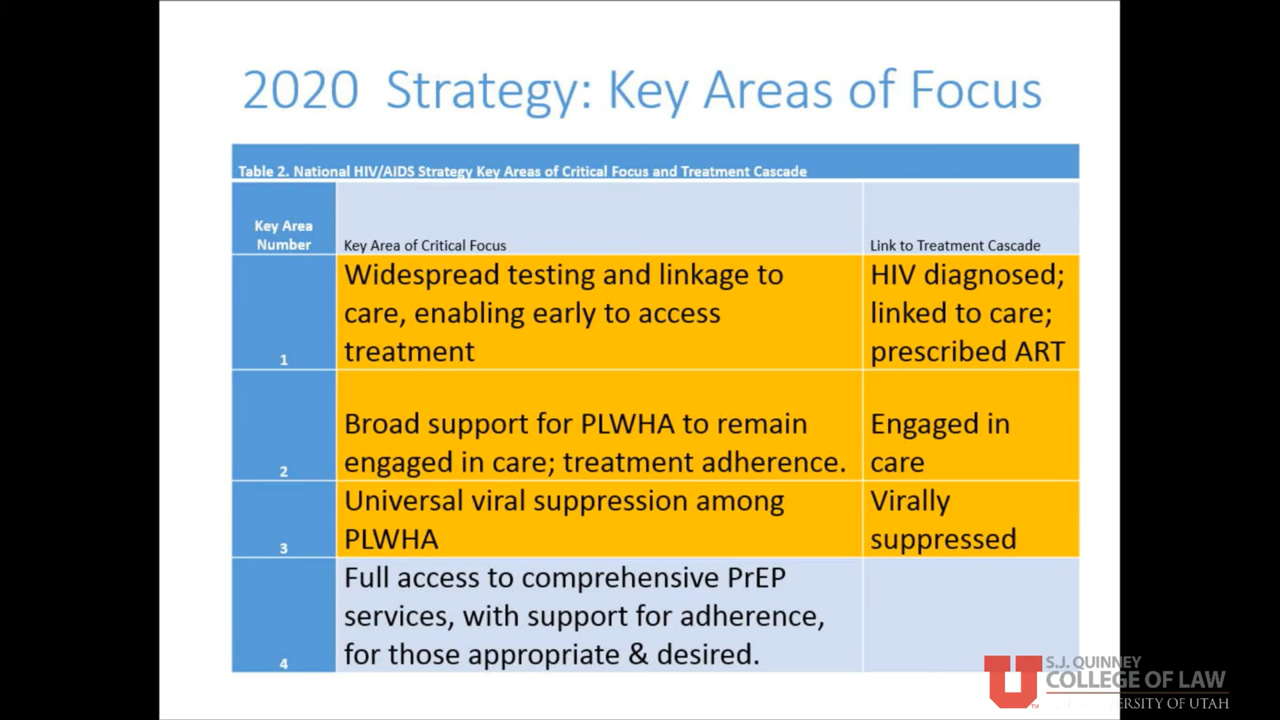 2020 Strategy: Key Areas of Focus
Table 2. National HIV/AIDS Strategy Key Areas of Critical Focus and Treatment Cascade
Key Area
Number
Key Area of Critical Focus
Link to Treatment Cascade
1
Widespread testing and linkage to
care, enabling early to access
treatment
HIV diagnosed;
linked to care;
prescribed ART
2
Broad support for PLWHA to remain
engaged in care; treatment adherence.
Engaged in
care
3
Universal viral suppression among
PLWHA
Virally
suppressed
4
Full access to comprehensive PrEP
services, with support for adherence,
for those appropriate & desired.
U
S.J. QUINNEY
COLLEGE OF LAW
UNIVERSITY OF UTAH